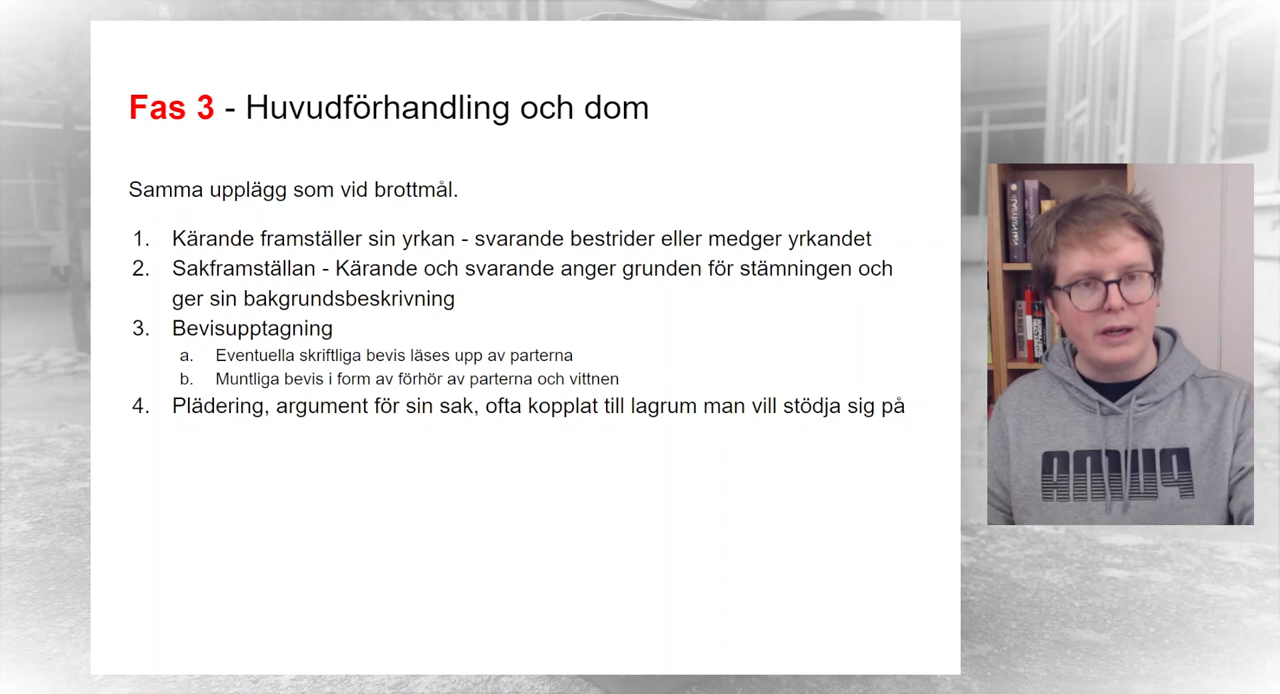 Fas 3 - Huvudförhandling och dom
Samma upplägg som vid brottmål.
1. Kärande framställer sin yrkan - svarande bestrider eller medger yrkandet
2. Sakframställan - Kärande och svarande anger grunden för stämningen och
ger sin bakgrundsbeskrivning
3. Bevisupptagning
a. Eventuella skriftliga bevis läses upp av parterna
b. Muntliga bevis i form av förhör av parterna och vittnen
4. Plädering, argument för sin sak, ofta kopplat till lagrum man vill stödja sig på
PUMA